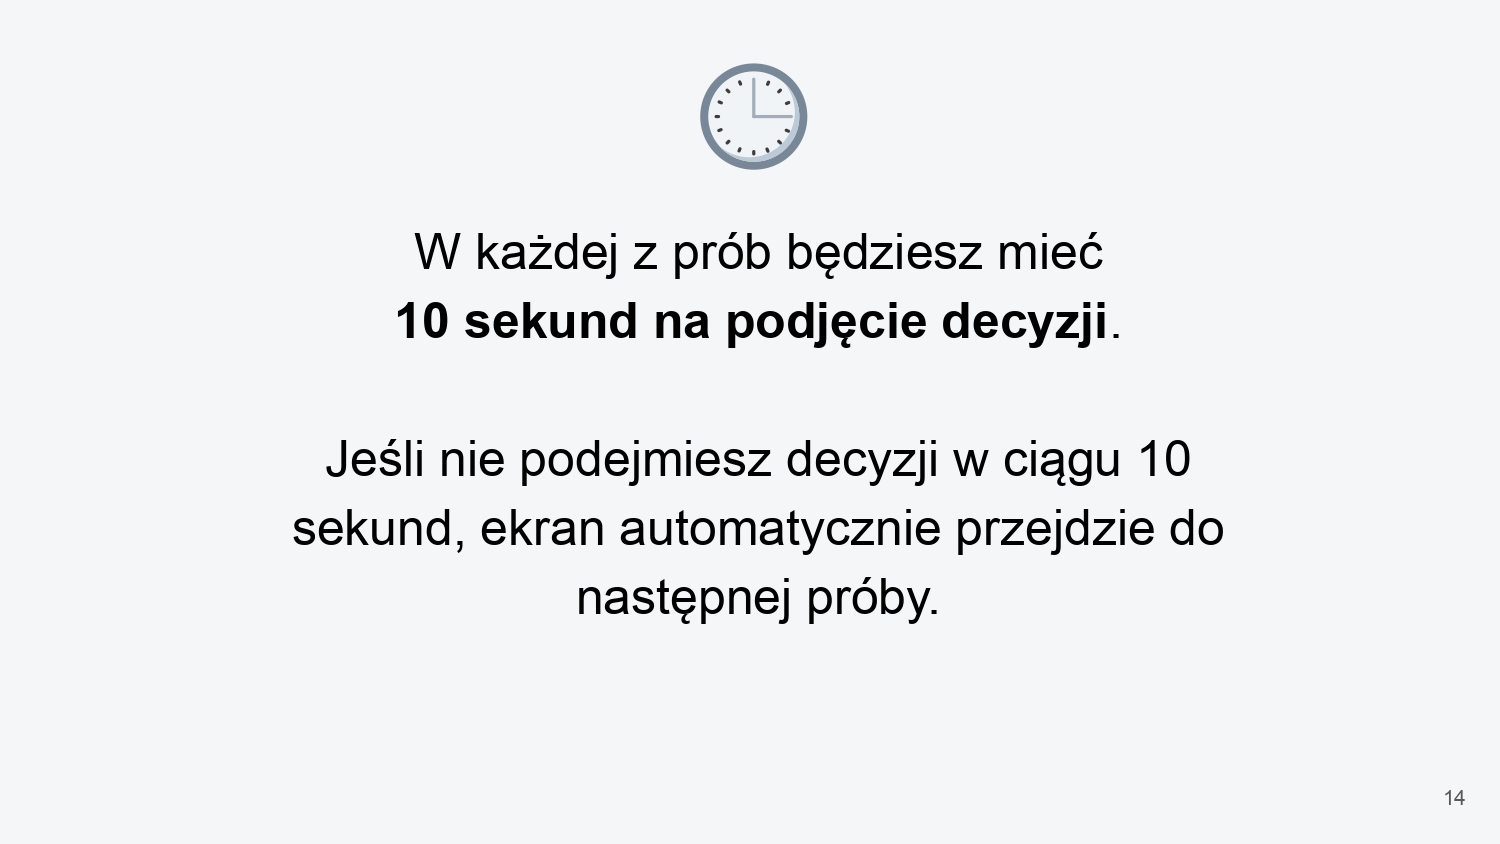 W każdej z prób będziesz mieć
10 sekund na podjęcie decyzji.
Jeśli nie podejmiesz decyzji w ciągu 10
sekund, ekran automatycznie przejdzie do
następnej próby.
14